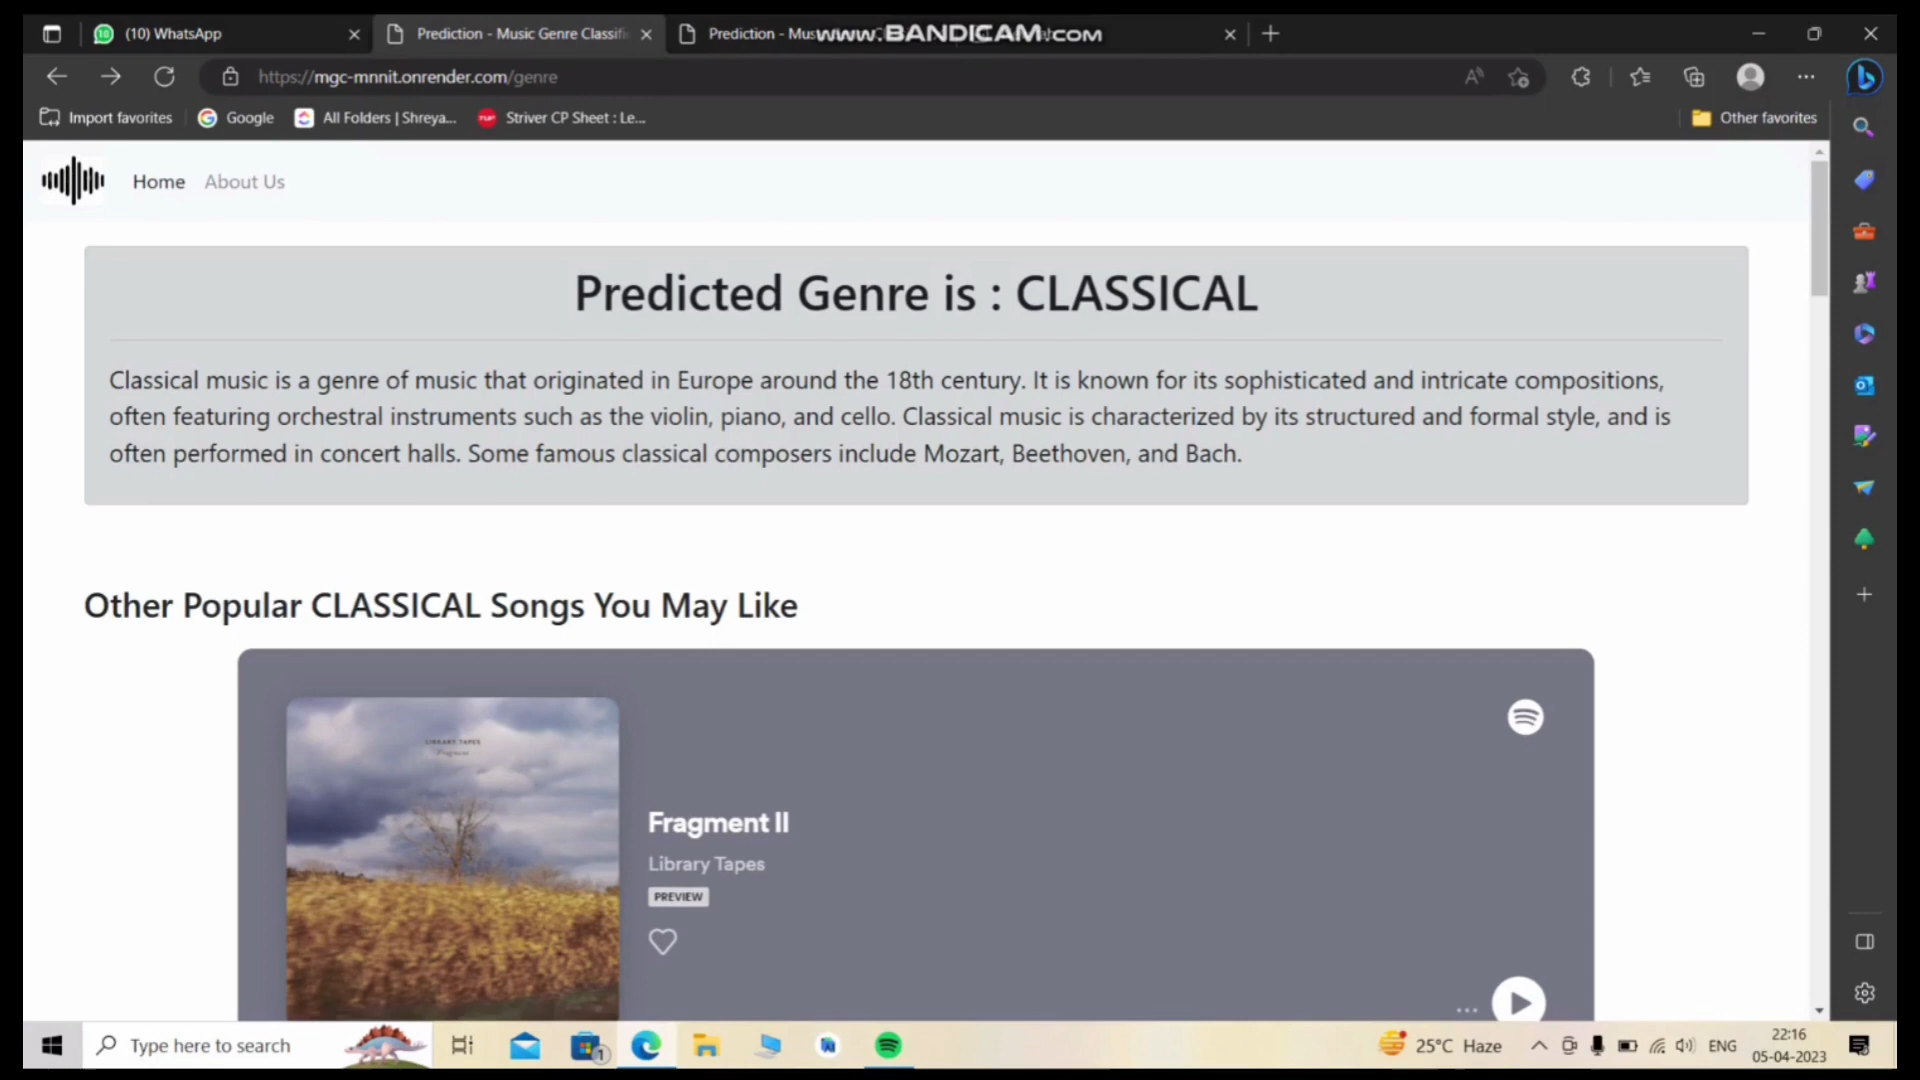 (10) WhatsApp
Prediction - Music Genre Classifi
Prediction - Mus
www.BANDICAM.com
https://mgc-mnnit.onrender.com/genre
Import favorites
Google
All Folders | Shreya...
Striver CP Sheet : Le...
Other favorites
Home
About Us
Predicted Genre is : CLASSICAL
Classical music is a genre of music that originated in Europe around the 18th century. It is known for its sophisticated and intricate compositions,
often featuring orchestral instruments such as the violin, piano, and cello. Classical music is characterized by its structured and formal style, and is
often performed in concert halls. Some famous classical composers include Mozart, Beethoven, and Bach.
Other Popular CLASSICAL Songs You May Like
LIBRARY TAPES
Fragment
Fragment II
Library Tapes
PREVIEW
Type here to search
1
25°C Haze
ENG
22:16
05-04-2023